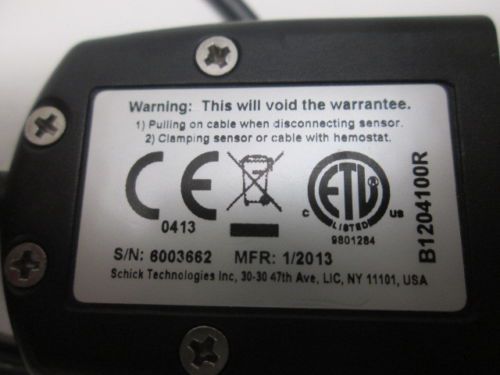 Warning: This will void the warrantee.
1) Pulling on cable when disconnecting sensor.
2) Clamping sensor or cable with hemostat.
CE
0413
C ETL ® US
LISTED
9801284
S/N: 6003662 MFR: 1/2013
Schick Technologies Inc, 30-30 47th Ave, LIC, NY 11101, USA
B1204100R